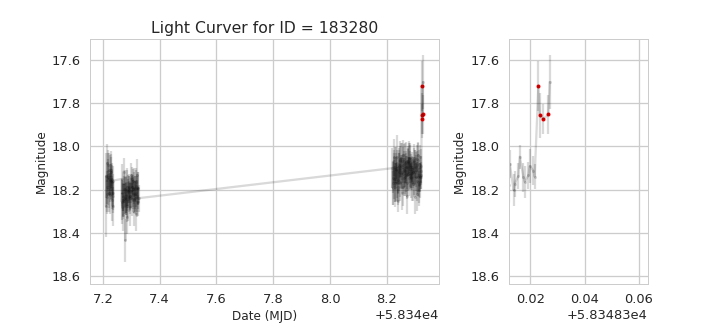 Light Curver for ID = 183280
17.6
17.8
18.0
18.2
18.4
18.6
Magnitude
7.2 7.4 7.6 7.8 8.0 8.2
Date (MJD)
+5.834e4
17.6
17.8
18.0
18.2
18.4
18.6
Magnitude
0.02 0.04 0.06
+5.83483e4